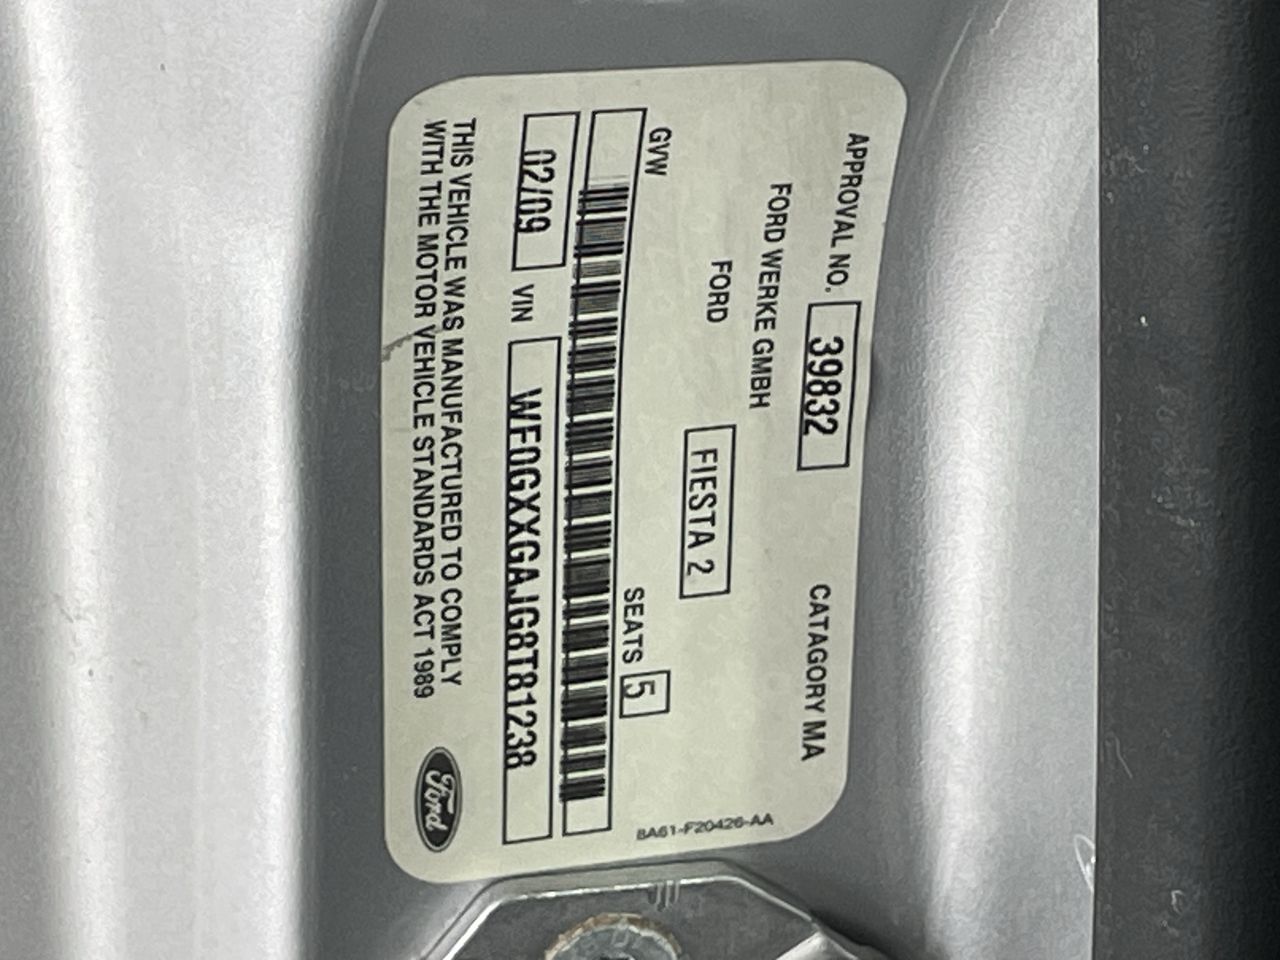 APPROVAL NO. 39832 CATAGORY MA
FORD WERKE GMBH
FORD FIESTA 2
GVW SEATS 5
02/09 VIN WF0GXXGAJG8T81238
THIS VEHICLE WAS MANUFACTURED TO COMPLY
WITH THE MOTOR VEHICLE STANDARDS ACT 1989
Ford
8A61-F20426-AA